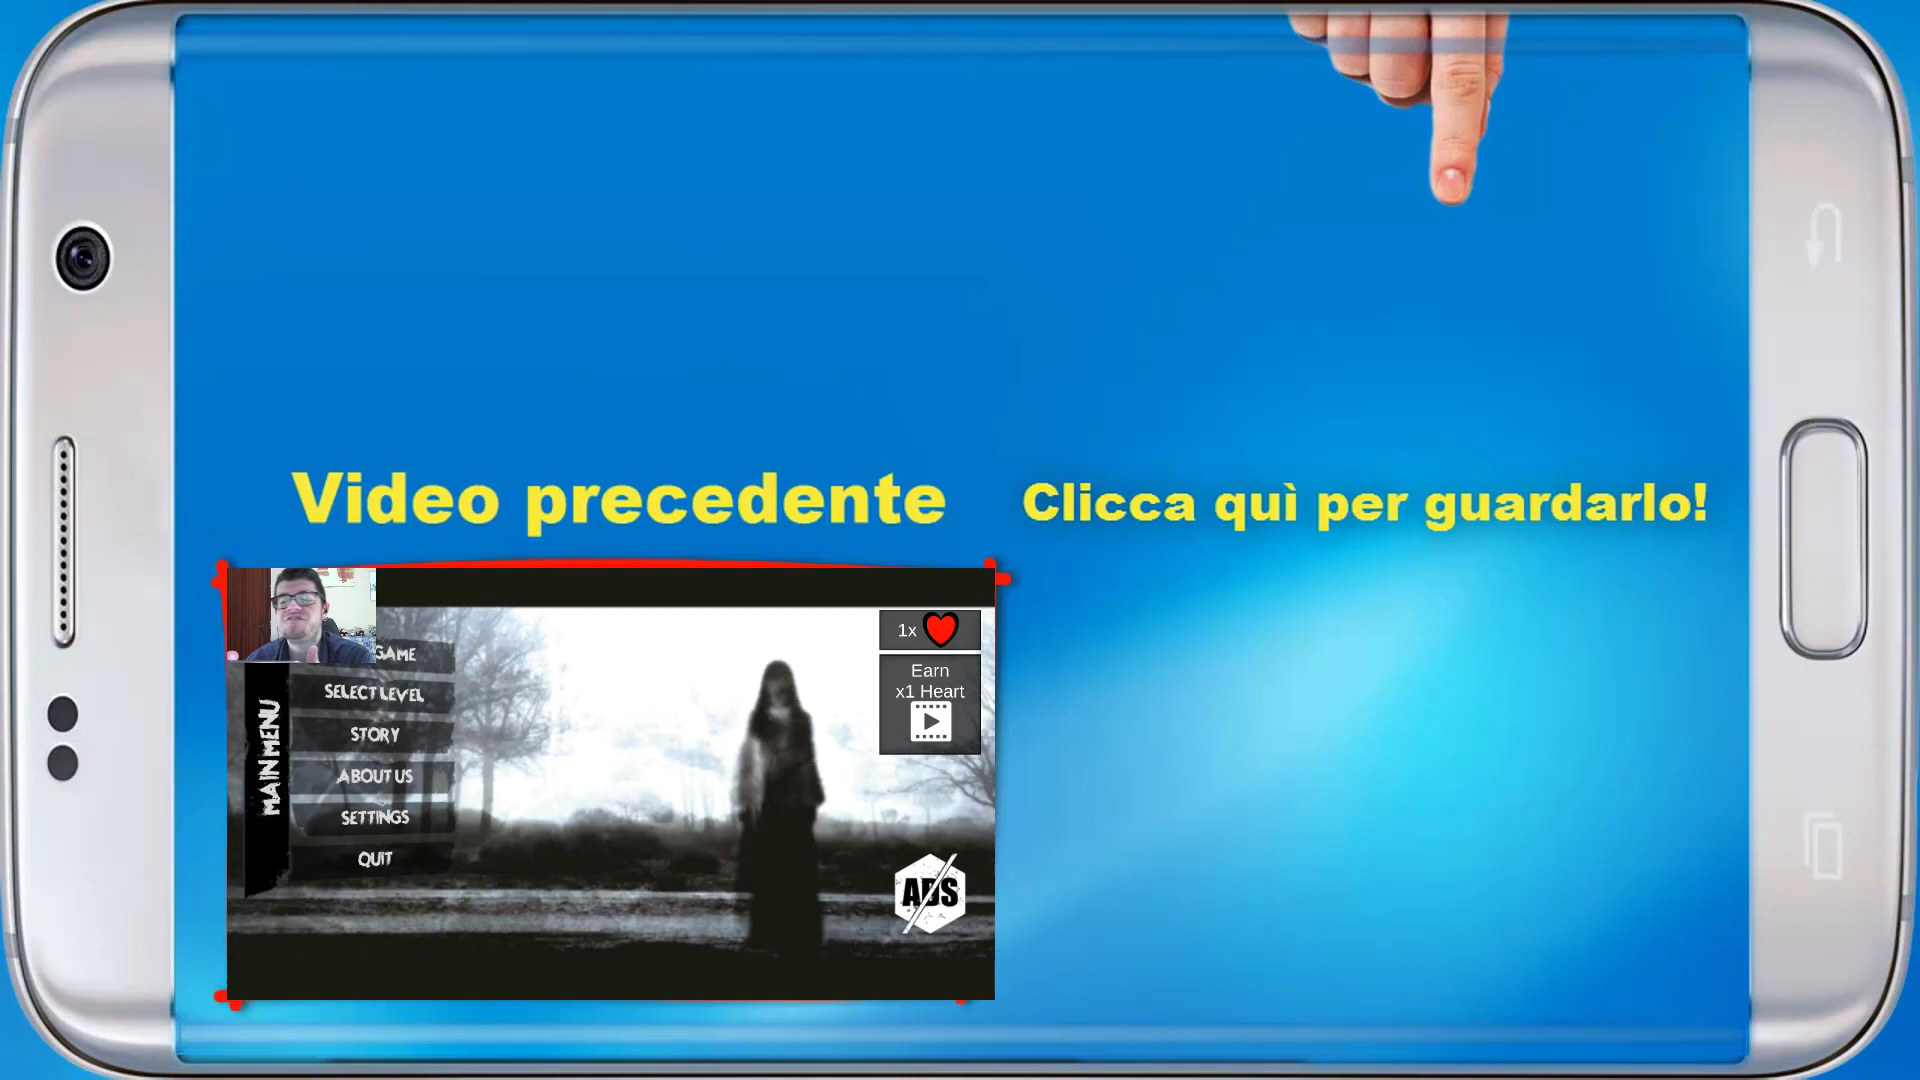 Video precedente
Clicca quì per guardarlo!
GAME
SELECT LEVEL
STORY
ABOUT US
SETTINGS
QUIT
MAIN MENU
1x
Earn
x1 Heart
ADS